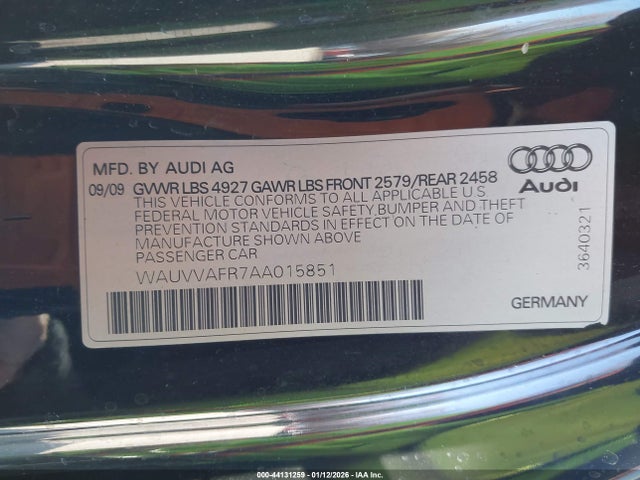 MFD. BY AUDI AG
09/09 GVWR LBS 4927 GAWR LBS FRONT 2579/REAR 2458
THIS VEHICLE CONFORMS TO ALL APPLICABLE U.S
FEDERAL MOTOR VEHICLE SAFETY,BUMPER AND THEFT
PREVENTION STANDARDS IN EFFECT ON THE DATE OF
MANUFACTURE SHOWN ABOVE
PASSENGER CAR
WAUVVAFR7AA015851
Audi
3640321
GERMANY
000-44131259 - 01/12/2026 - IAA Inc.